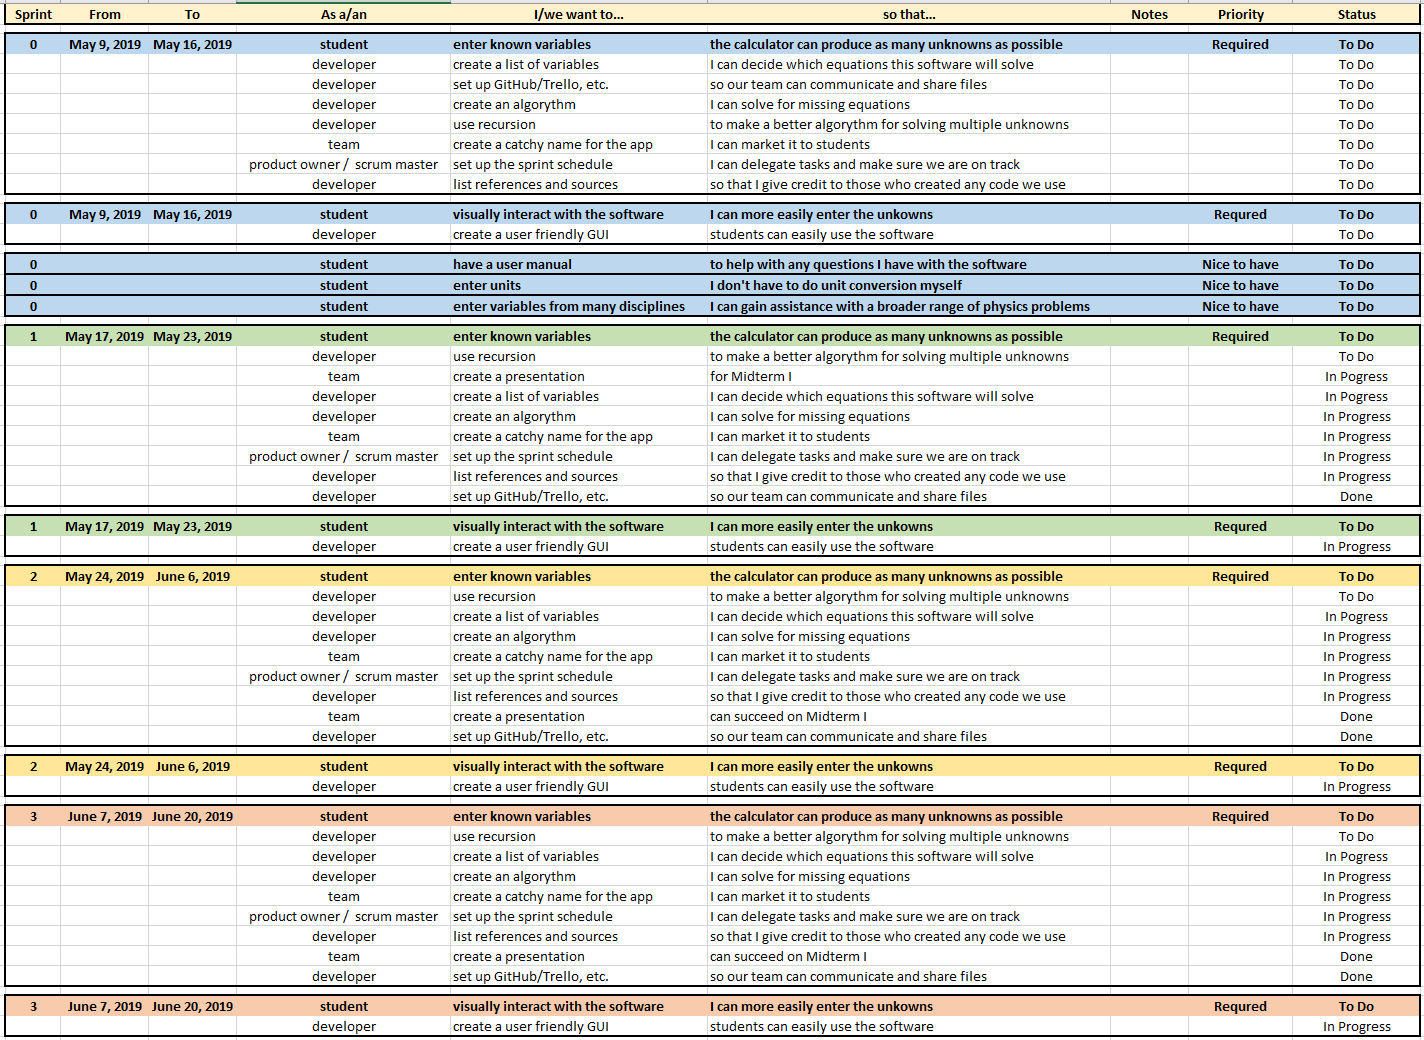 Sprint From To As a/an I/we want to... so that... Notes Priority Status
0 May 9, 2019 May 16, 2019 student enter known variables the calculator can produce as many unknowns as possible Required To Do
developer create a list of variables I can decide which equations this software will solve To Do
developer set up GitHub/Trello, etc. so our team can communicate and share files To Do
developer create an algorythm I can solve for missing equations To Do
developer use recursion to make a better algorythm for solving multiple unknowns To Do
team create a catchy name for the app I can market it to students To Do
product owner / scrum master set up the sprint schedule I can delegate tasks and make sure we are on track To Do
developer list references and sources so that I give credit to those who created any code we use To Do
0 May 9, 2019 May 16, 2019 student visually interact with the software I can more easily enter the unkowns Requred To Do
developer create a user friendly GUI students can easily use the software To Do
0 student have a user manual to help with any questions I have with the software Nice to have To Do
0 student enter units I don't have to do unit conversion myself Nice to have To Do
0 student enter variables from many disciplines I can gain assistance with a broader range of physics problems Nice to have To Do
1 May 17, 2019 May 23, 2019 student enter known variables the calculator can produce as many unknowns as possible Required To Do
developer use recursion to make a better algorythm for solving multiple unknowns To Do
team create a presentation for Midterm I In Pogress
developer create a list of variables I can decide which equations this software will solve In Pogress
developer create an algorythm I can solve for missing equations In Progress
team create a catchy name for the app I can market it to students In Progress
product owner / scrum master set up the sprint schedule I can delegate tasks and make sure we are on track In Progress
developer list references and sources so that I give credit to those who created any code we use In Progress
developer set up GitHub/Trello, etc. so our team can communicate and share files Done
1 May 17, 2019 May 23, 2019 student visually interact with the software I can more easily enter the unkowns Requred To Do
developer create a user friendly GUI students can easily use the software In Progress
2 May 24, 2019 June 6, 2019 student enter known variables the calculator can produce as many unknowns as possible Required To Do
developer use recursion to make a better algorythm for solving multiple unknowns To Do
developer create a list of variables I can decide which equations this software will solve In Pogress
developer create an algorythm I can solve for missing equations In Progress
team create a catchy name for the app I can market it to students In Progress
product owner / scrum master set up the sprint schedule I can delegate tasks and make sure we are on track In Progress
developer list references and sources so that I give credit to those who created any code we use In Progress
team create a presentation can succeed on Midterm I Done
developer set up GitHub/Trello, etc. so our team can communicate and share files Done
2 May 24, 2019 June 6, 2019 student visually interact with the software I can more easily enter the unkowns Requred To Do
developer create a user friendly GUI students can easily use the software In Progress
3 June 7, 2019 June 20, 2019 student enter known variables the calculator can produce as many unknowns as possible Required To Do
developer use recursion to make a better algorythm for solving multiple unknowns To Do
developer create a list of variables I can decide which equations this software will solve In Pogress
developer create an algorythm I can solve for missing equations In Progress
team create a catchy name for the app I can market it to students In Progress
product owner / scrum master set up the sprint schedule I can delegate tasks and make sure we are on track In Progress
developer list references and sources so that I give credit to those who created any code we use In Progress
team create a presentation can succeed on Midterm I Done
developer set up GitHub/Trello, etc. so our team can communicate and share files Done
3 June 7, 2019 June 20, 2019 student visually interact with the software I can more easily enter the unkowns Requred To Do
developer create a user friendly GUI students can easily use the software In Progress